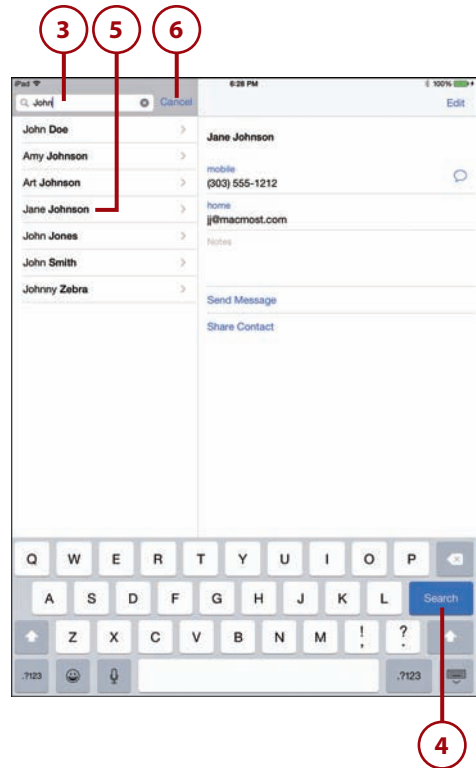 3 5 6
iPad 6:28 PM 100%
John Cancel Edit
John Doe
Amy Johnson
Art Johnson
Jane Johnson
John Jones
John Smith
Johnny Zebra
Jane Johnson
mobile
(303) 555-1212
home
jj@macmost.com
Notes
Send Message
Share Contact
Q W E R T Y U I O P
A S D F G H J K L Search
Z X C V B N M ! , ? .
.?123 .?123
4